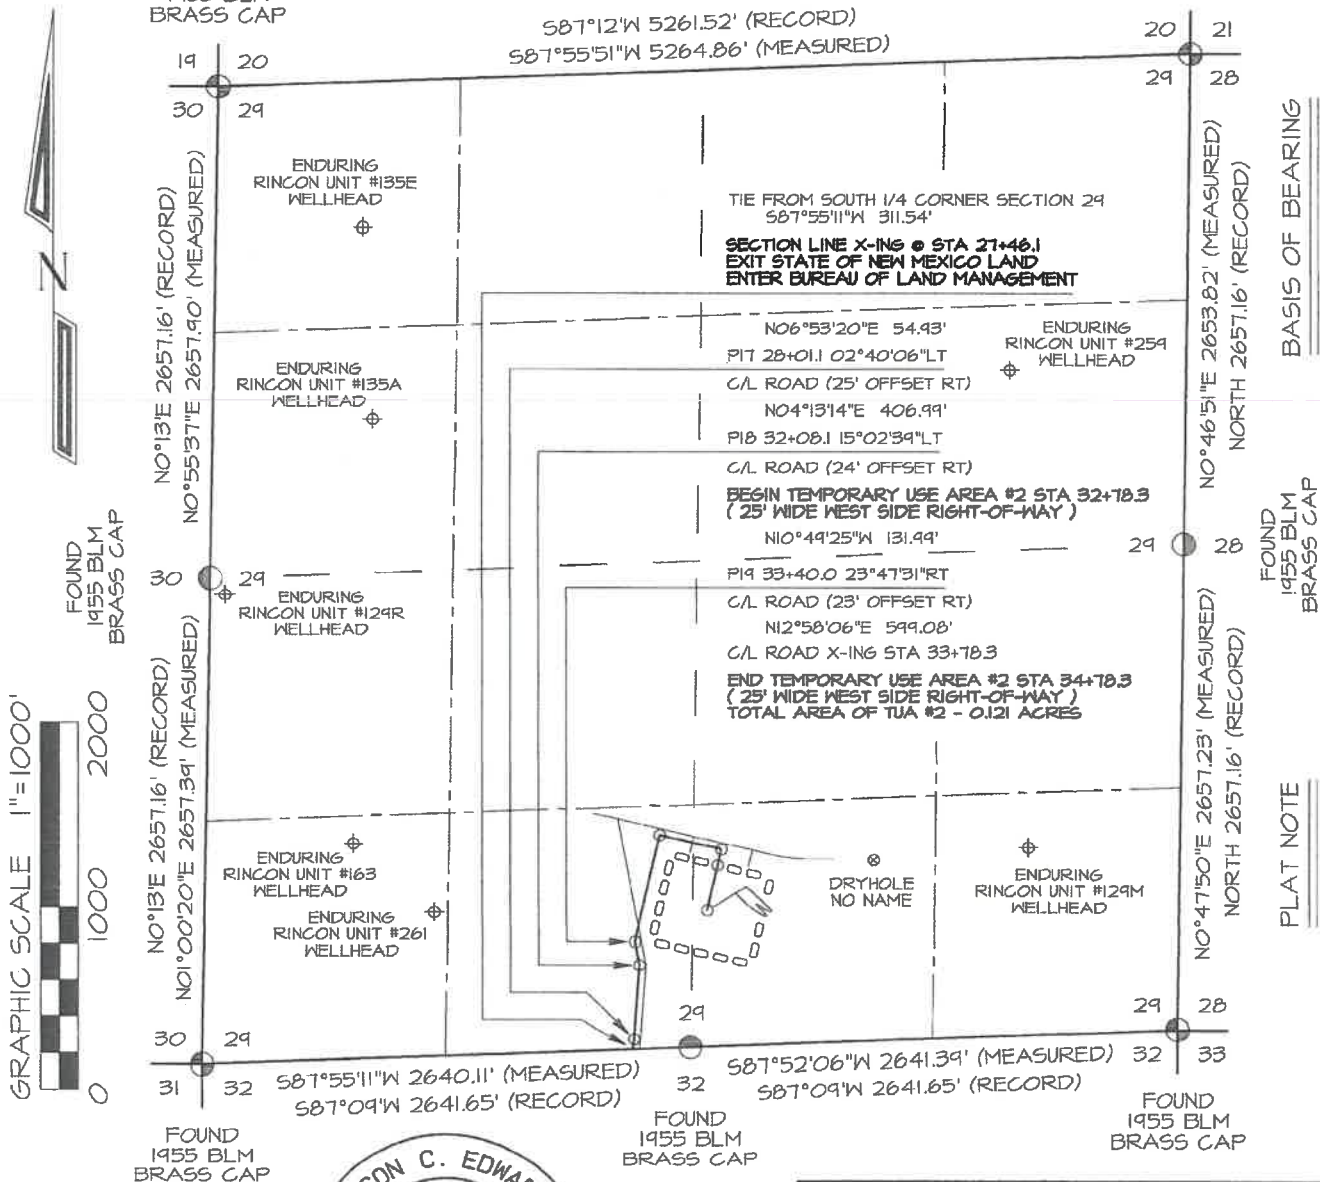 BRASS CAP
S87°12'W 5261.52' (RECORD)
S87°55'51"W 5264.86' (MEASURED)
19 20
30 29
20 21
29 28
N
ENDURING
RINCON UNIT #135E
WELLHEAD
TIE FROM SOUTH 1/4 CORNER SECTION 29
S87°55'11"W 311.54'
SECTION LINE X-ING @ STA 27+46.1
EXIT STATE OF NEW MEXICO LAND
ENTER BUREAU OF LAND MANAGEMENT
N0°13'E 2657.16' (RECORD)
N0°55'37"E 2657.90' (MEASURED)
N0°46'51"E 2653.82' (MEASURED)
NORTH 2657.16' (RECORD)
BASIS OF BEARING
N06°53'20"E 54.93'
PI7 28+01.1 02°40'06"LT
C/L ROAD (25' OFFSET RT)
N04°13'14"E 406.99'
PI8 32+08.1 15°02'39"LT
C/L ROAD (24' OFFSET RT)
BEGIN TEMPORARY USE AREA #2 STA 32+78.3
( 25' WIDE WEST SIDE RIGHT-OF-WAY )
N10°49'25"W 131.99'
PI9 33+40.0 23°47'31"RT
C/L ROAD (23' OFFSET RT)
N12°58'06"E 599.08'
C/L ROAD X-ING STA 33+78.3
END TEMPORARY USE AREA #2 STA 34+78.3
( 25' WIDE WEST SIDE RIGHT-OF-WAY )
TOTAL AREA OF TUA #2 - 0.121 ACRES
ENDURING
RINCON UNIT #259
WELLHEAD
ENDURING
RINCON UNIT #135A
WELLHEAD
FOUND
1955 BLM
BRASS CAP
30 29
ENDURING
RINCON UNIT #129R
WELLHEAD
29 28
FOUND
1955 BLM
BRASS CAP
GRAPHIC SCALE 1"=1000'
0
1000
2000
N0°13'E 2657.16' (RECORD)
N01°00'20"E 2657.39' (MEASURED)
N0°47'50"E 2657.23' (MEASURED)
NORTH 2657.16' (RECORD)
PLAT NOTE
ENDURING
RINCON UNIT #163
WELLHEAD
ENDURING
RINCON UNIT #261
WELLHEAD
DRYHOLE
NO NAME
ENDURING
RINCON UNIT #129M
WELLHEAD
30 29
31 32
29
32
29 28
32 33
S87°55'11"W 2640.11' (MEASURED)
S87°09'W 2641.65' (RECORD)
S87°52'06"W 2641.39' (MEASURED)
S87°09'W 2641.65' (RECORD)
FOUND
1955 BLM
BRASS CAP
FOUND
1955 BLM
BRASS CAP
FOUND
1955 BLM
BRASS CAP
C.